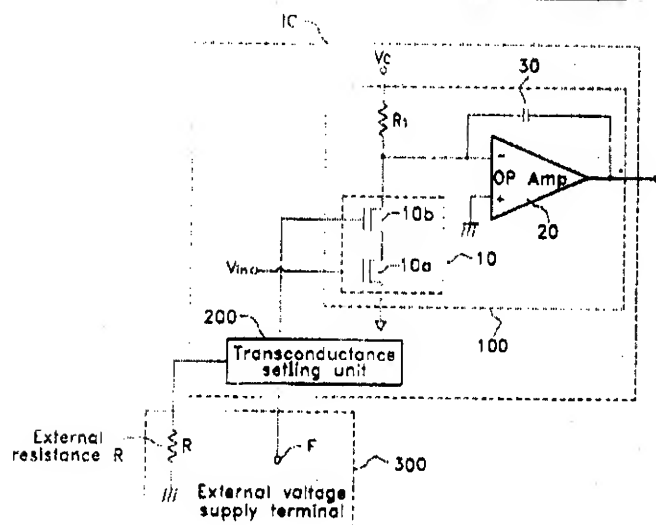 IC
Vc
30
R1
−
OP Amp
+
20
10b
10a
10
Vin
100
200
Transconductance
setting unit
External
resistance R
R
F
300
External voltage
supply terminal